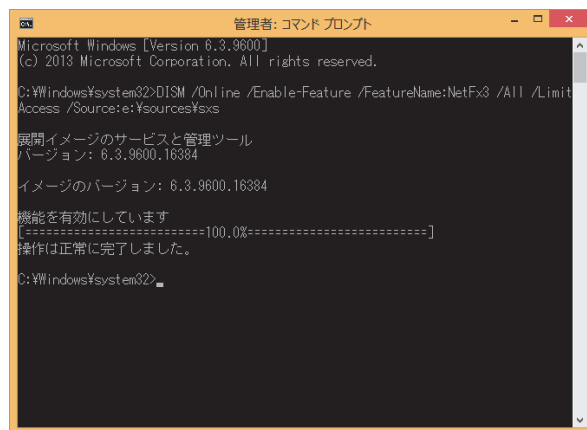 管理者: コマンド プロンプト
Microsoft Windows [Version 6.3.9600]
(c) 2013 Microsoft Corporation. All rights reserved.
C:¥Windows¥system32>DISM /Online /Enable-Feature /FeatureName:NetFx3 /All /Limit
Access /Source:e:¥sources¥sxs
展開イメージのサービスと管理ツール
バージョン: 6.3.9600.16384
イメージのバージョン: 6.3.9600.16384
機能を有効にしています
[===========================100.0%==========================]
操作は正常に完了しました。
C:¥Windows¥system32>